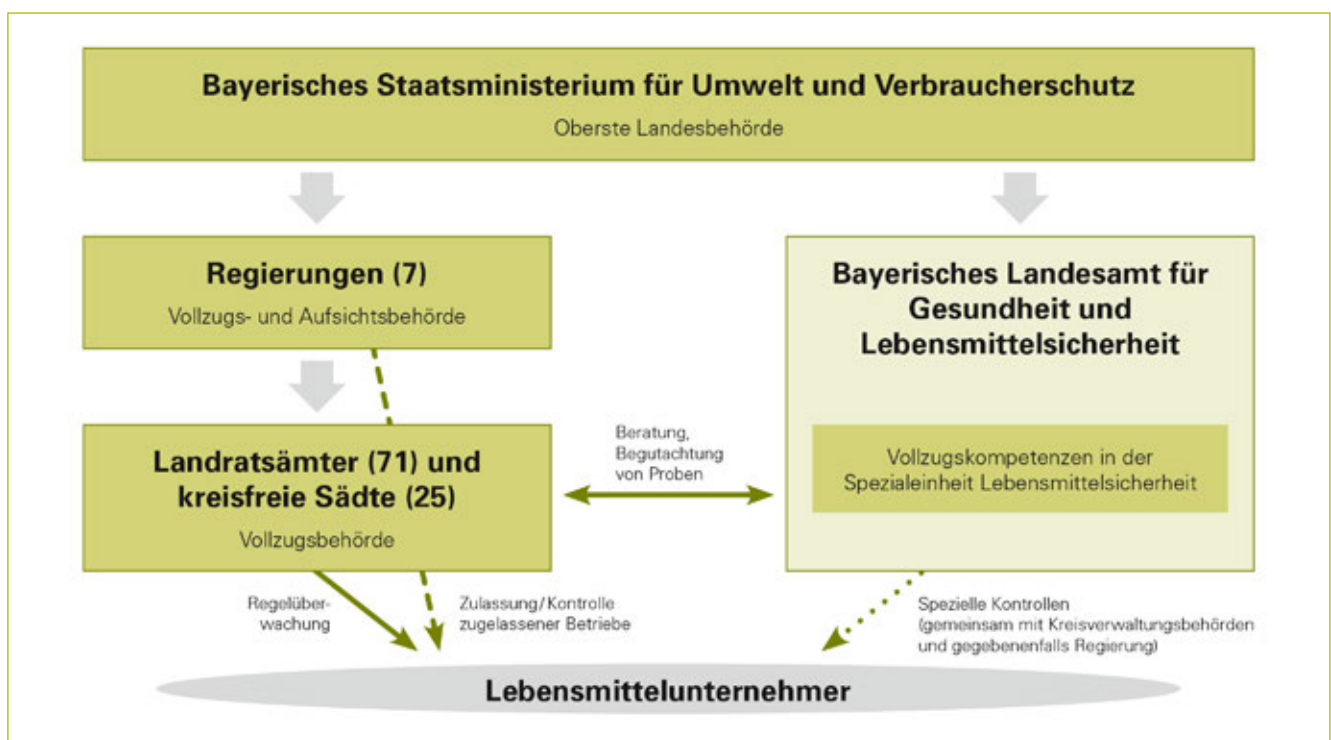 Bayerisches Staatsministerium für Umwelt und Verbraucherschutz
Oberste Landesbehörde
Regierungen (7)
Vollzugs- und Aufsichtsbehörde
Bayerisches Landesamt für
Gesundheit und
Lebensmittelsicherheit
Landratsämter (71) und
kreisfreie Städte (25)
Vollzugsbehörde
Beratung,
Begutachtung
von Proben
Vollzugskompetenzen in der
Spezialeinheit Lebensmittelsicherheit
Regelüber-
wachung
Zulassung/Kontrolle
zugelassener Betriebe
Spezielle Kontrollen
(gemeinsam mit Kreisverwaltungsbehörden
und gegebenenfalls Regierung)
Lebensmittelunternehmer